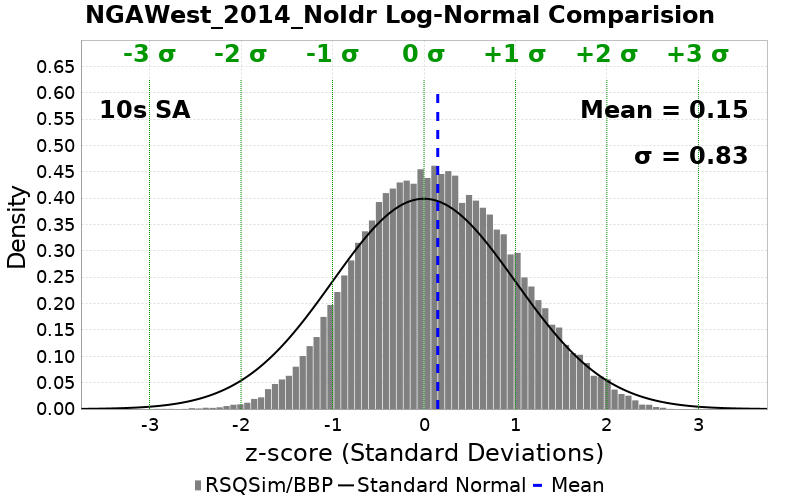 NGAWest_2014_NoIdr Log-Normal Comparision
-3 σ -2 σ -1 σ 0 σ +1 σ +2 σ +3 σ
10s SA
Mean = 0.15
σ = 0.83
Density
0.65
0.60
0.55
0.50
0.45
0.40
0.35
0.30
0.25
0.20
0.15
0.10
0.05
0.00
-3 -2 -1 0 1 2 3
z-score (Standard Deviations)
RSQSim/BBP Standard Normal Mean